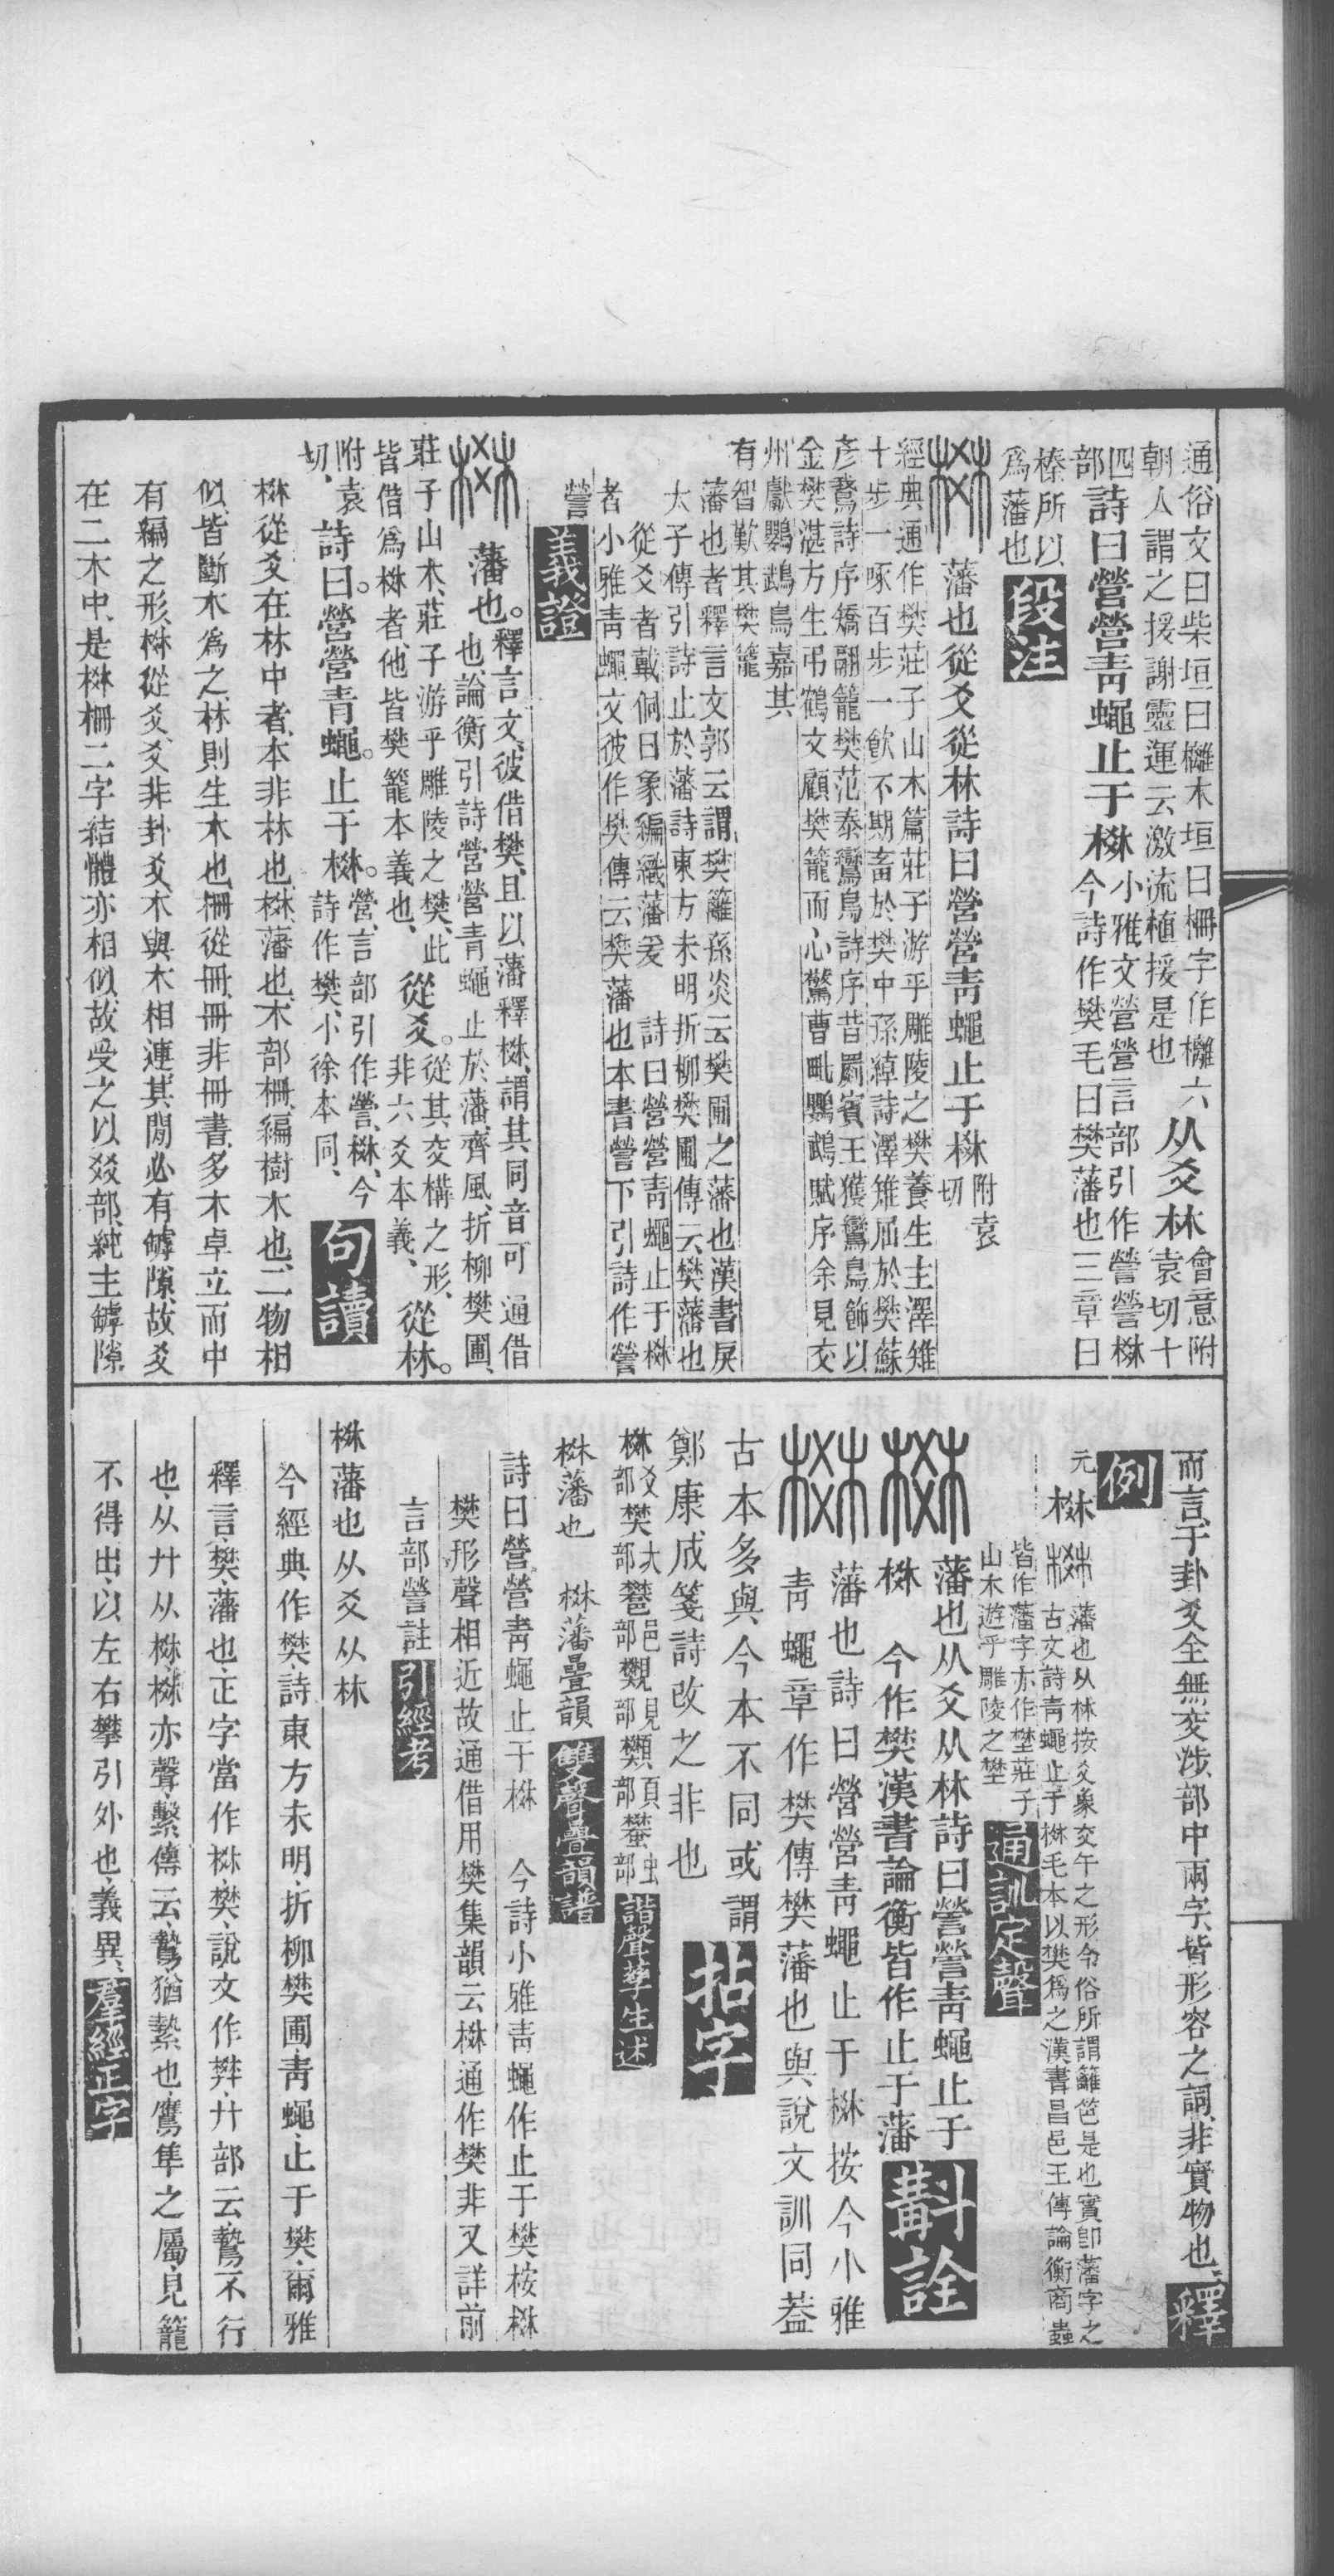 通俗文曰柴垣曰櫳木垣曰柵字作櫳六
朝人謂之援謝靈運云激流植援是也
从爻林
會意附
袁切十
四
部
詩曰營營靑蠅止于棥
小雅文營營言部引作謍謍棥
今詩作樊毛曰樊藩也三章曰
榛所以
爲藩也
段注
棥
藩也從爻從林詩曰營營靑蠅止于棥
附袁
切
經典通作樊莊子山木篇莊子游乎雕陵之樊養生主澤雉
十步一啄百步一飮不期畜於樊中孫綽詩澤雉屈於樊蘇
彥鵞詩序矯翮籠樊范泰鸞鳥詩序昔罽賓王獲鸞鳥飾以
金樊湛方生弔鶴文顧樊籠而心驚曹毗鸚鵡賦序余見交
州獻鸚鵡鳥嘉其
有智歎其樊籠
藩也者釋言文郭云謂樊籬孫炎云樊圃之藩也漢書戾
太子傳引詩止於藩詩東方未明折柳樊圃傳云樊藩也
從爻者戴侗曰象編織藩爻
詩曰營營靑蠅止于棥
者小雅靑蠅文彼作樊傳云樊藩也本書謍下引詩作謍
謍
義證
棥
藩也。
釋言文、彼借樊、且以藩釋棥、謂其同音可通借
也、論衡引詩營營青蠅止於藩、齊風、折柳樊圃、
莊子山木、莊子游乎雕陵之樊、此
皆借爲棥者、他皆樊籠本義也、
從爻。
從其交構之形、
非六爻本義、
從林。
附袁
切、
詩曰。營營青蠅。止于棥。
營、言部引作謍、棥、今
詩作樊、小徐本同、
句讀
棥從爻在林中者、本非林也、棥、藩也、木部柵、編樹木也、二物相
似、皆斷木爲之、林則生木也、柵從冊、冊非冊書、多木卓立而中
有編之形、棥從爻、爻非卦爻、木與木相連、其閒必有罅隙、故爻
在二木中、是棥柵二字結體亦相似、故受之以㸚部、純主罅隙
而言、于卦爻全無交涉、部中兩字、皆形容之詞、非實物也、
釋
例
元
棥
棥
藩也从林按爻象交午之形今俗所謂籬笆是也實卽藩字之
古文詩靑蠅止于棥毛本以樊爲之漢書昌邑王傳論衡商蟲
皆作藩字亦作㙒莊子
山木遊乎雕陵之樊
通訓定聲
棥
藩也从爻从林詩曰營營靑蠅止于
棥　今作樊漢書論衡皆作止于藩
斠詮
棥
藩也詩曰營營靑蠅止于棥按今小雅
靑蠅章作樊傳樊藩也與說文訓同葢
古本多與今本不同或謂
鄭康成箋詩改之非也
拈字
棥
爻
部
樊
大
部
䣲
邑
部
䙪
見
部
頁
部
虫
部
諧聲孳生述
棥藩也　棥藩疊韻
雙聲疊韻譜
詩曰營營靑蠅止于棥　今詩小雅靑蠅作止于樊桉棥
樊形聲相近故通借用樊集韻云棥通作樊非又詳前
言部謍註
引經考
棥藩也从爻从林
今經典作樊、詩東方未明、折柳樊圃、靑蠅、止于樊、爾雅
釋言、樊藩也、正字當作棥、樊、說文作樊、廾部云、鷙不行
也、从廾从棥、棥亦聲、繫傳云、鷙、猶縶也、鷹隼之屬、見籠
不得出、以左右攀引外也、義異、
羣經正字